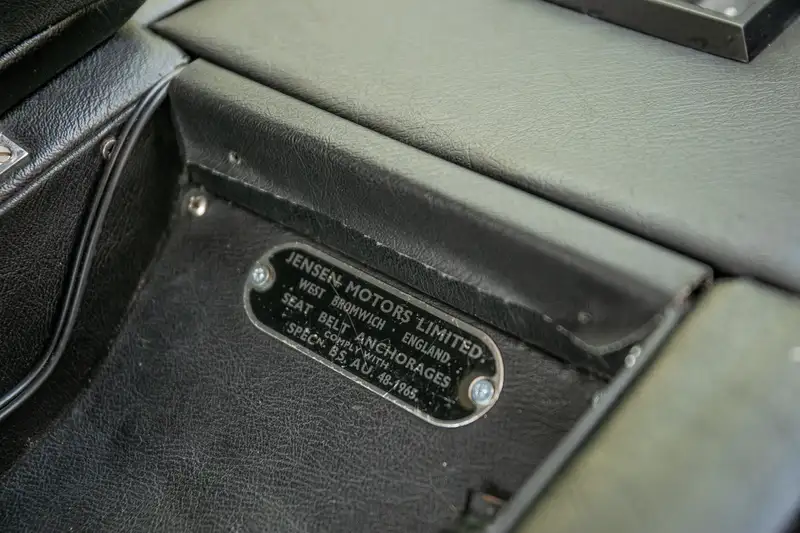 JENSEN MOTORS LIMITED
WEST BROMWICH ENGLAND
SEAT BELT ANCHORAGES
COMPLY WITH
SPECN. BS. AU. 48-1965.